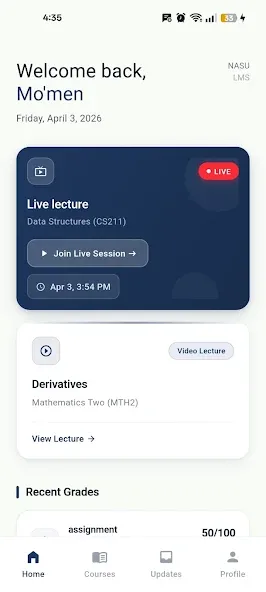 4:35
33
Welcome back,
Mo'men
NASU
LMS
Friday, April 3, 2026
LIVE
Live lecture
Data Structures (CS211)
Join Live Session →
Apr 3, 3:54 PM
Video Lecture
Derivatives
Mathematics Two (MTH2)
View Lecture →
Recent Grades
assignment
50/100
Home
Courses
Updates
Profile